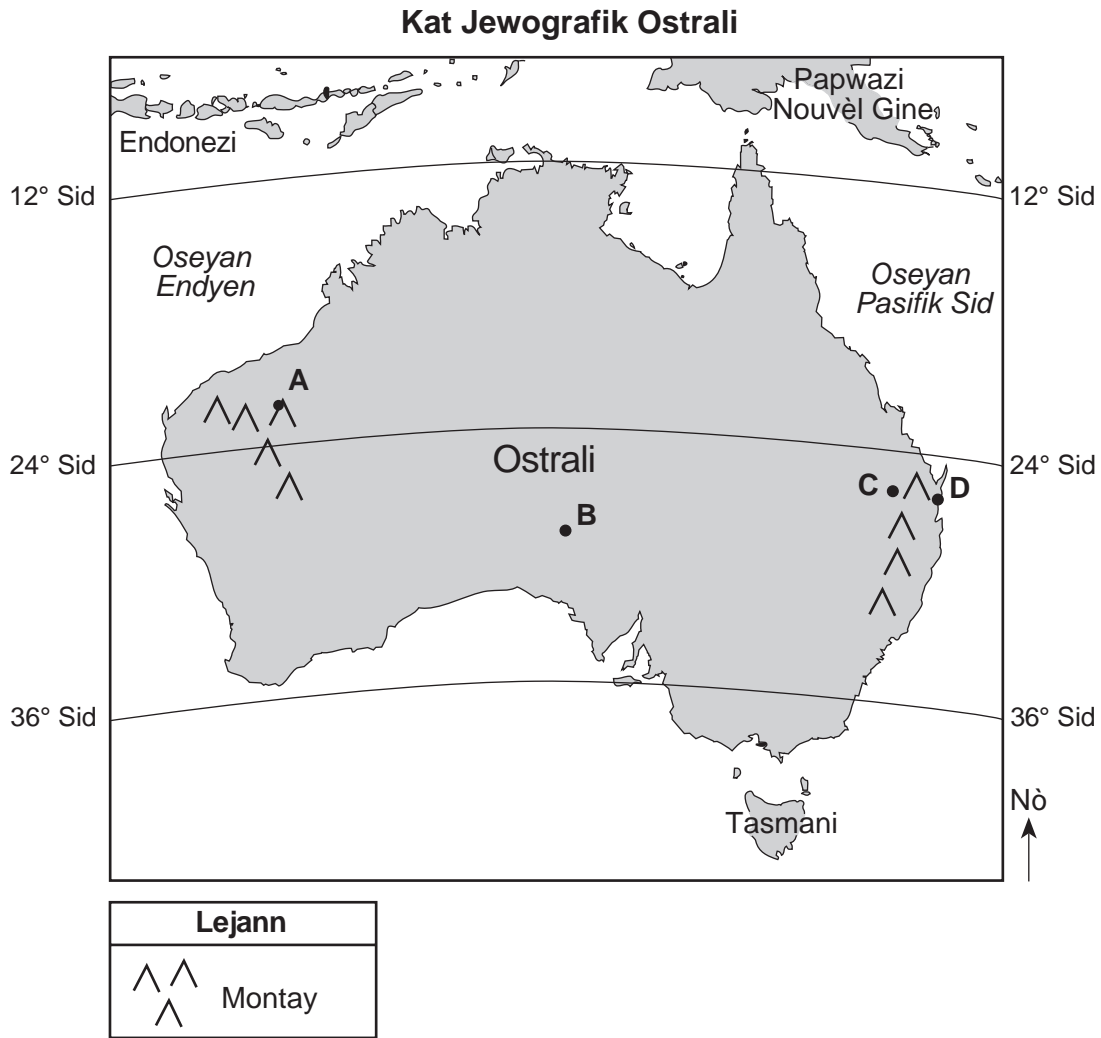 Kat Jewografik Ostrali
Papwazi
Nouvèl Gine
Endonezi
12° Sid
12° Sid
Oseyan
Endyen
Oseyan
Pasifik Sid
A
24° Sid
Ostrali
24° Sid
C
D
B
36° Sid
36° Sid
Nò
Tasmani
Lejann
Montay